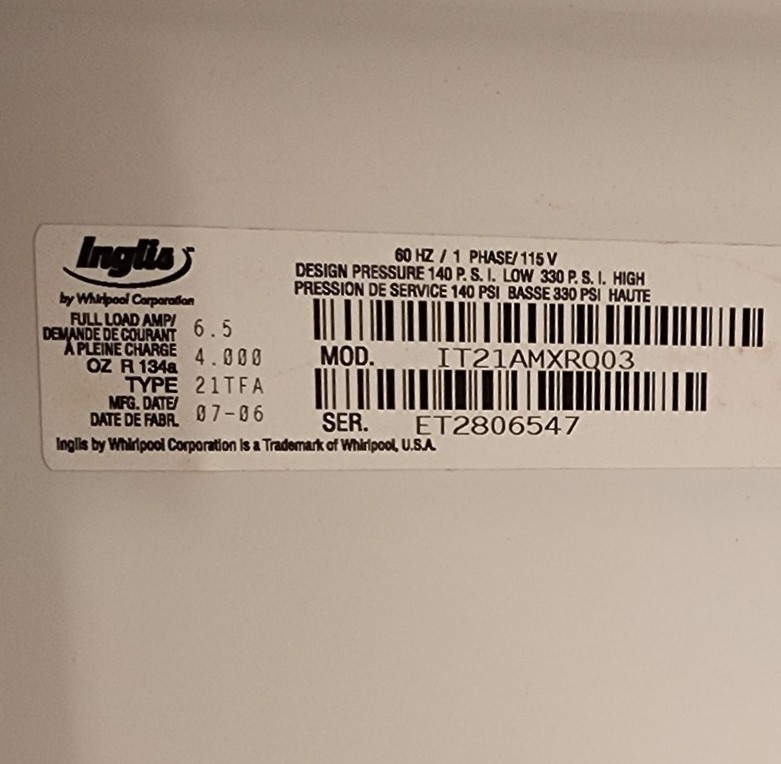 Inglis
by Whirlpool Corporation
60 HZ / 1 PHASE/ 115 V
DESIGN PRESSURE 140 P. S. I. LOW 330 P. S. I. HIGH
PRESSION DE SERVICE 140 PSI BASSE 330 PSI HAUTE
FULL LOAD AMP/
DEMANDE DE COURANT 6.5
À PLEINE CHARGE
OZ R 134a 4.000
TYPE 21TFA
MFG. DATE/
DATE DE FABR. 07-06
MOD. IT21AMXRQ03
SER. ET2806547
Inglis by Whirlpool Corporation is a Trademark of Whirlpool, U.S.A.